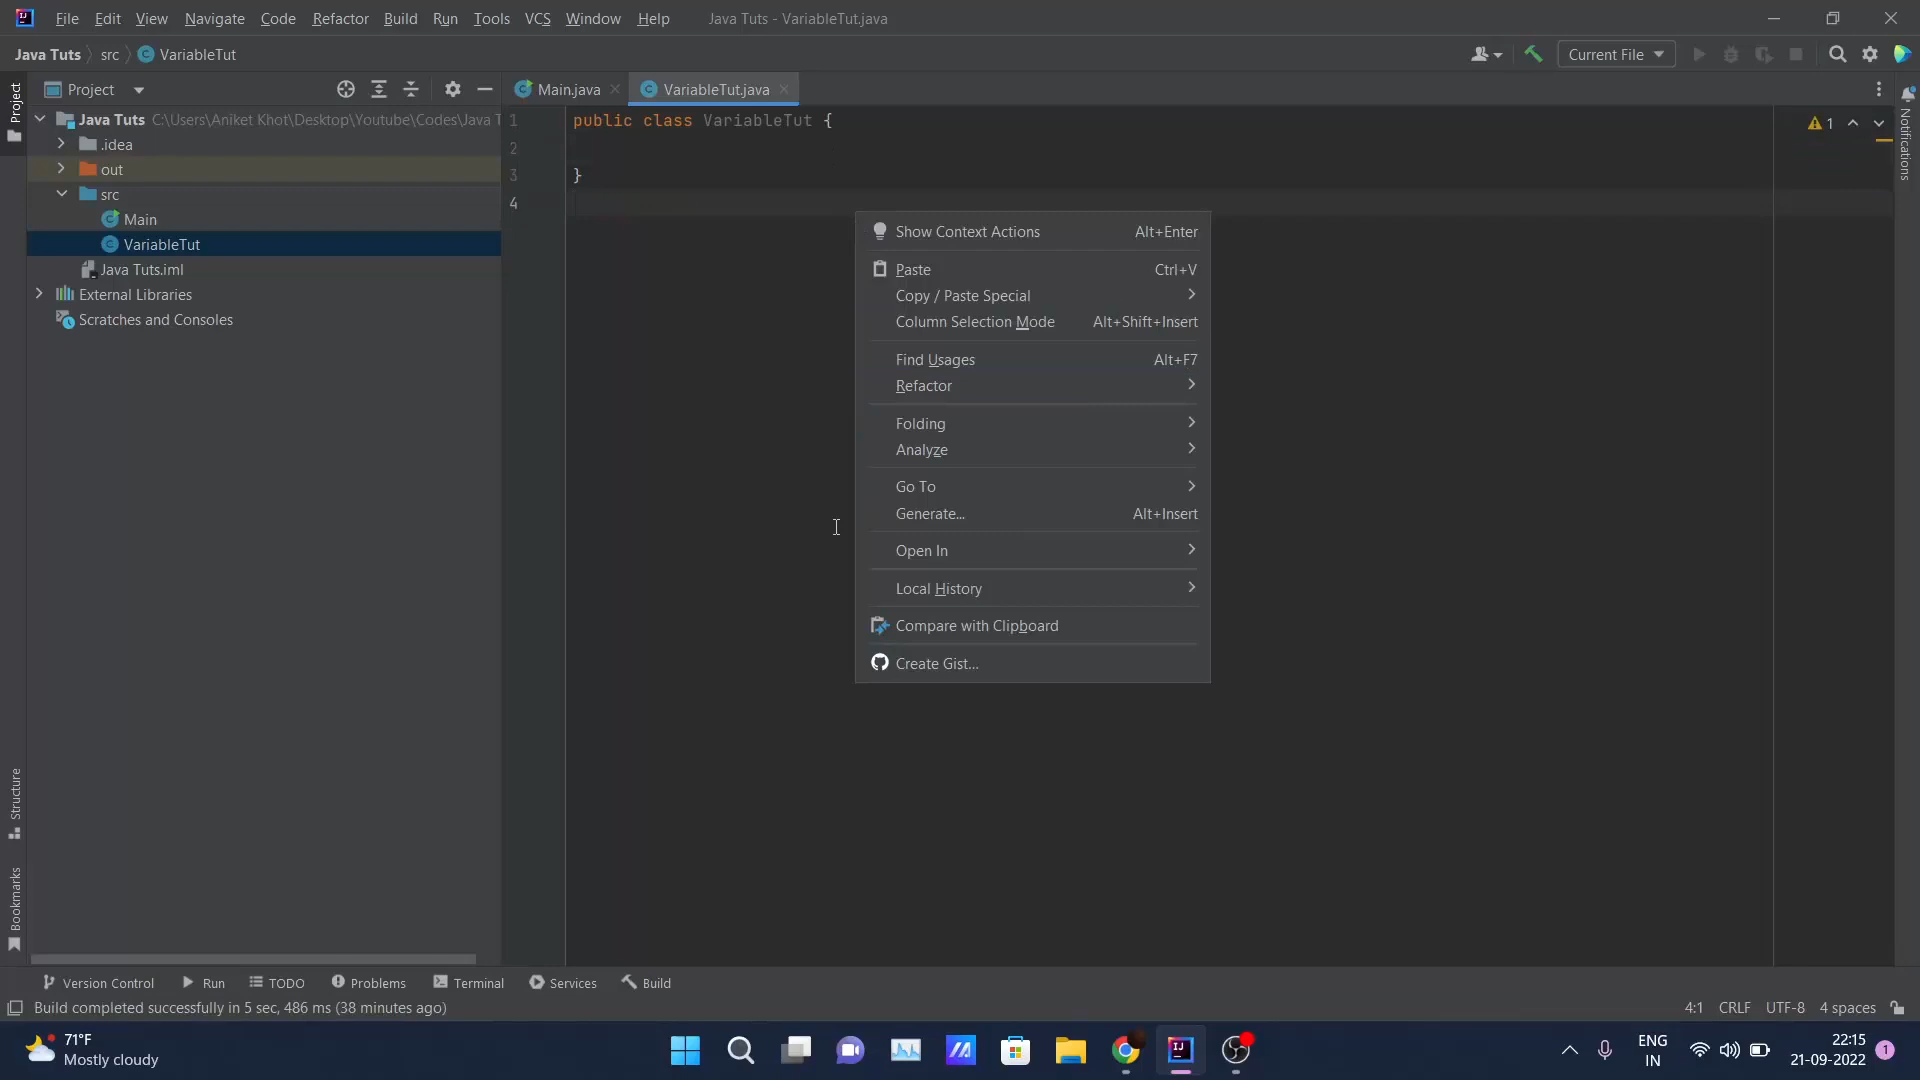 File Edit View Navigate Code Refactor Build Run Tools VCS Window Help Java Tuts - VariableTut.java
Java Tuts src VariableTut
Current File
Project
Main.java VariableTut.java
Project
Java Tuts C:\Users\Aniket Khot\Desktop\Youtube\Codes\Java T
.idea
out
src
Main
VariableTut
Java Tuts.iml
External Libraries
Scratches and Consoles
1 public class VariableTut {
2
3 }
4
1
Notifications
Show Context Actions Alt+Enter
Paste Ctrl+V
Copy / Paste Special
Column Selection Mode Alt+Shift+Insert
Find Usages Alt+F7
Refactor
Folding
Analyze
Go To
Generate... Alt+Insert
Open In
Local History
Compare with Clipboard
Create Gist...
Structure
Bookmarks
Version Control Run TODO Problems Terminal Services Build
Build completed successfully in 5 sec, 486 ms (38 minutes ago)
4:1 CRLF UTF-8 4 spaces
71°F
Mostly cloudy
ENG
IN
22:15
21-09-2022
1